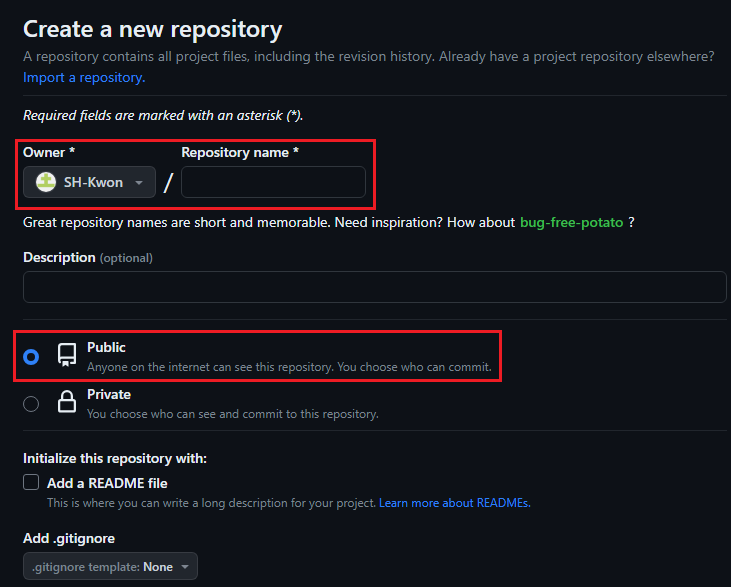 Create a new repository
A repository contains all project files, including the revision history. Already have a project repository elsewhere?
Import a repository.
Required fields are marked with an asterisk (*).
Owner * Repository name *
SH-Kwon /
Great repository names are short and memorable. Need inspiration? How about bug-free-potato ?
Description (optional)
Public
Anyone on the internet can see this repository. You choose who can commit.
Private
You choose who can see and commit to this repository.
Initialize this repository with:
Add a README file
This is where you can write a long description for your project. Learn more about READMEs.
Add .gitignore
.gitignore template: None